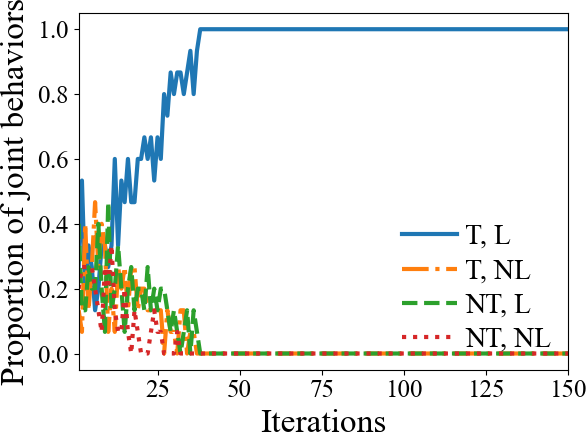 Proportion of joint behaviors
1.0
0.8
0.6
0.4
0.2
0.0
T, L
T, NL
NT, L
NT, NL
25 50 75 100 125 150
Iterations